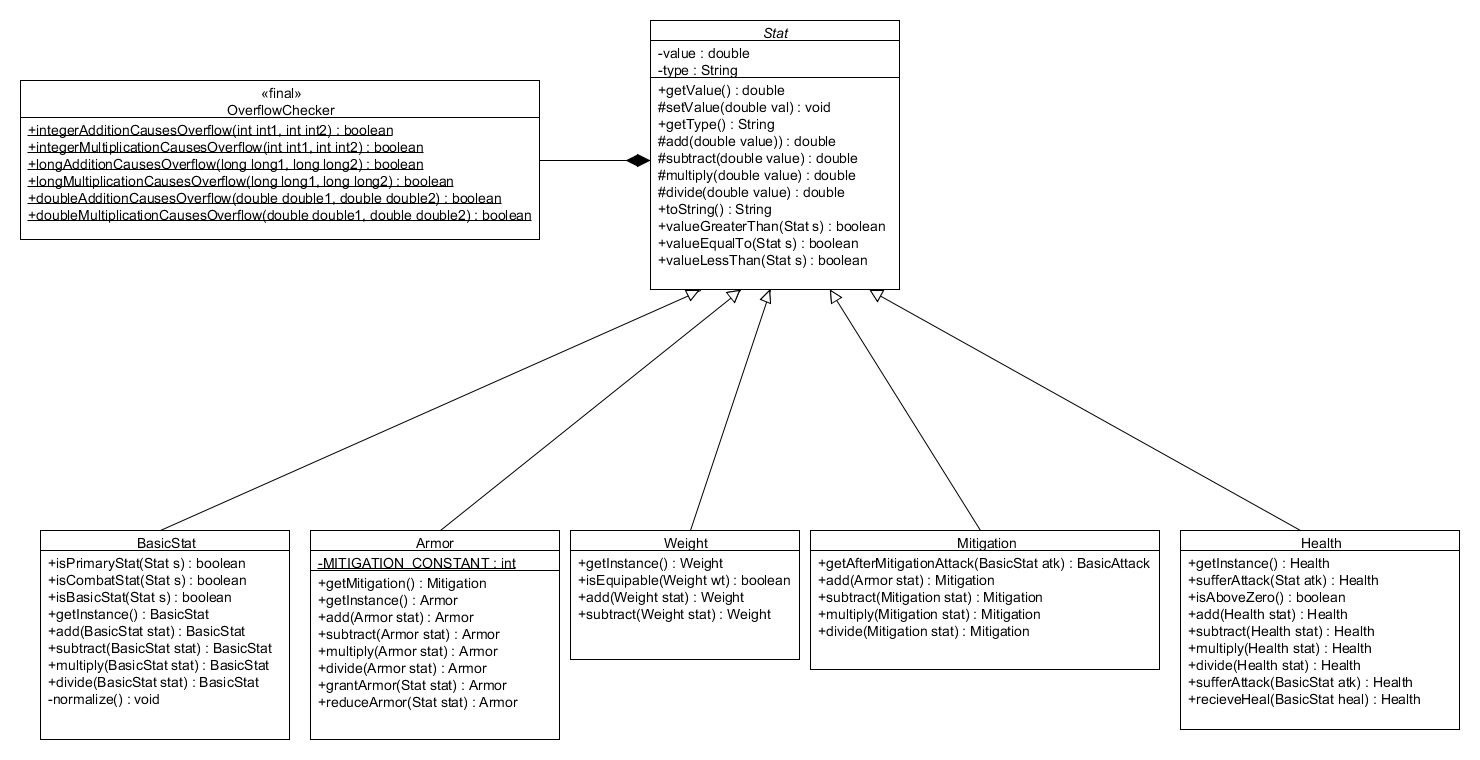 Stat
-value : double
-type : String
+getValue() : double
#setValue(double val) : void
+getType() : String
#add(double value)) : double
#subtract(double value) : double
#multiply(double value) : double
#divide(double value) : double
+toString() : String
+valueGreaterThan(Stat s) : boolean
+valueEqualTo(Stat s) : boolean
+valueLessThan(Stat s) : boolean
«final»
OverflowChecker
+integerAdditionCausesOverflow(int int1, int int2) : boolean
+integerMultiplicationCausesOverflow(int int1, int int2) : boolean
+longAdditionCausesOverflow(long long1, long long2) : boolean
+longMultiplicationCausesOverflow(long long1, long long2) : boolean
+doubleAdditionCausesOverflow(double double1, double double2) : boolean
+doubleMultiplicationCausesOverflow(double double1, double double2) : boolean
BasicStat
+isPrimaryStat(Stat s) : boolean
+isCombatStat(Stat s) : boolean
+isBasicStat(Stat s) : boolean
+getInstance() : BasicStat
+add(BasicStat stat) : BasicStat
+subtract(BasicStat stat) : BasicStat
+multiply(BasicStat stat) : BasicStat
+divide(BasicStat stat) : BasicStat
-normalize() : void
Armor
-MITIGATION_CONSTANT : int
+getMitigation() : Mitigation
+getInstance() : Armor
+add(Armor stat) : Armor
+subtract(Armor stat) : Armor
+multiply(Armor stat) : Armor
+divide(Armor stat) : Armor
+grantArmor(Stat stat) : Armor
+reduceArmor(Stat stat) : Armor
Weight
+getInstance() : Weight
+isEquipable(Weight wt) : boolean
+add(Weight stat) : Weight
+subtract(Weight stat) : Weight
Mitigation
+getAfterMitigationAttack(BasicStat atk) : BasicAttack
+add(Armor stat) : Mitigation
+subtract(Mitigation stat) : Mitigation
+multiply(Mitigation stat) : Mitigation
+divide(Mitigation stat) : Mitigation
Health
+getInstance() : Health
+sufferAttack(Stat atk) : Health
+isAboveZero() : boolean
+add(Health stat) : Health
+subtract(Health stat) : Health
+multiply(Health stat) : Health
+divide(Health stat) : Health
+sufferAttack(BasicStat atk) : Health
+recieveHeal(BasicStat heal) : Health